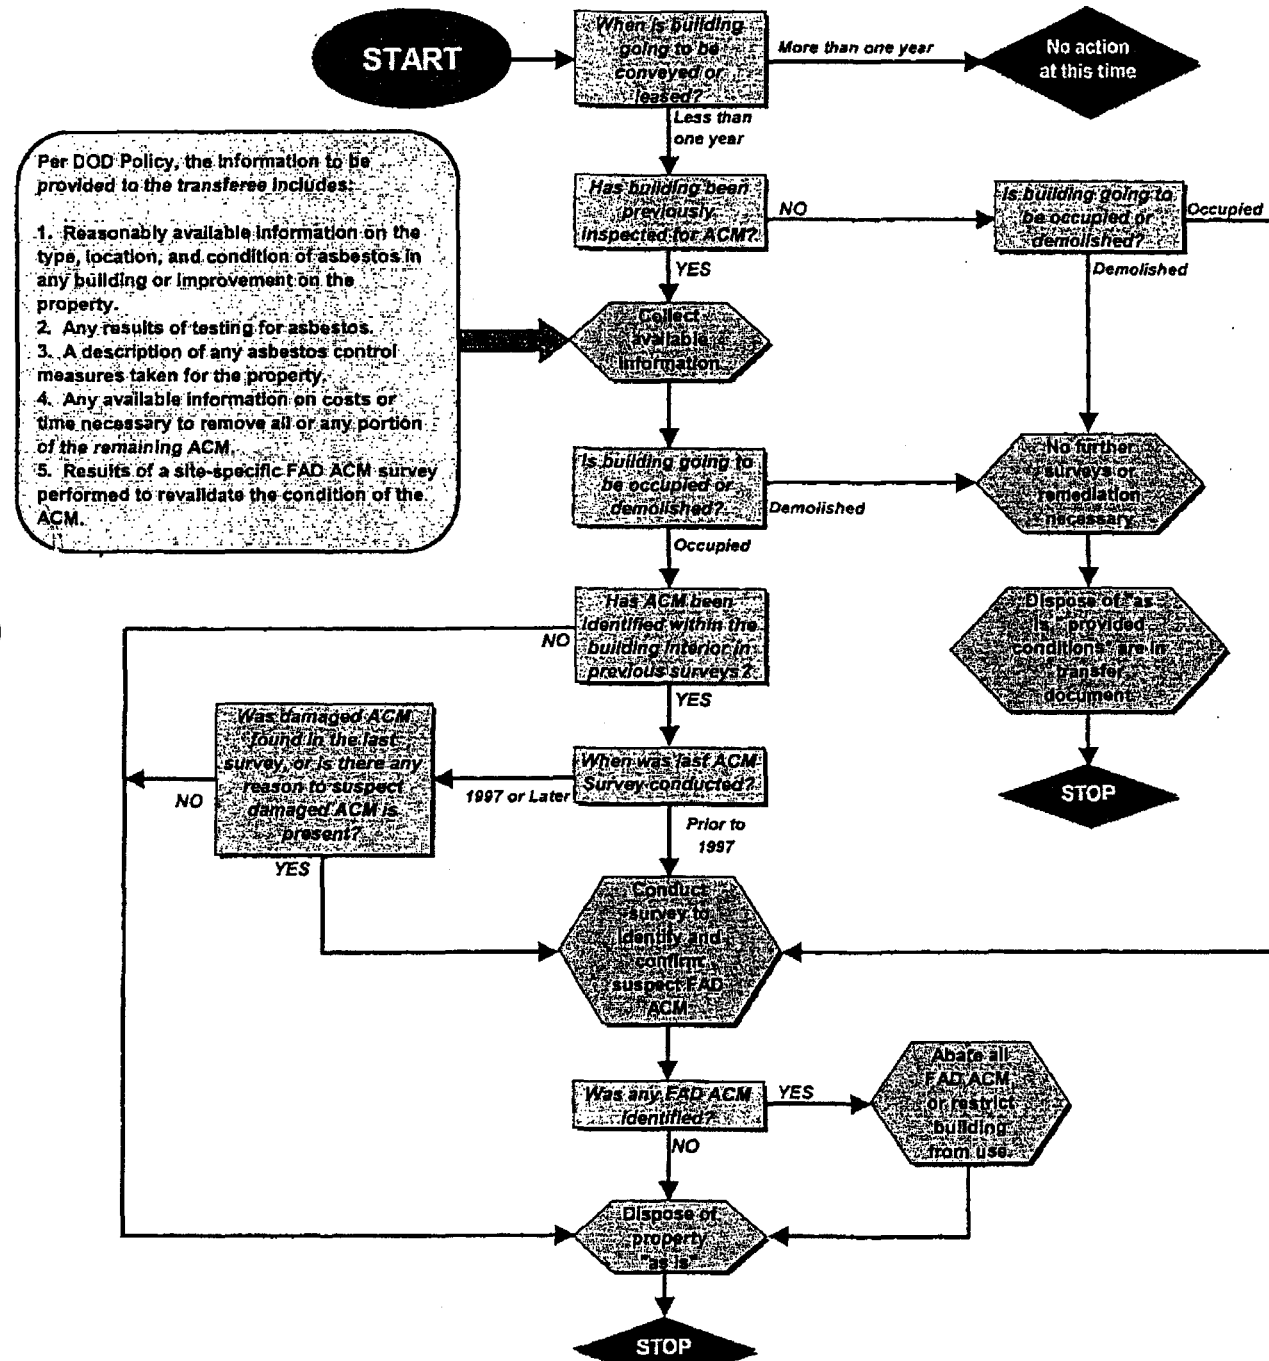 START
When is building
going to be
conveyed or
leased?
More than one year
No action
at this time
Less than
one year
Per DOD Policy, the information to be
provided to the transferee includes:
1. Reasonably available information on the
type, location, and condition of asbestos in
any building or improvement on the
property.
2. Any results of testing for asbestos.
3. A description of any asbestos control
measures taken for the property.
4. Any available information on costs or
time necessary to remove all or any portion
of the remaining ACM.
5. Results of a site-specific FAD ACM survey
performed to revalidate the condition of the
ACM.
Has building been
previously
inspected for ACM?
NO
Is building going to
be occupied or
demolished?
Occupied
YES
Demolished
Collect
available
information
Is building going to
be occupied or
demolished?
Demolished
No further
surveys or
remediation
necessary
Occupied
Has ACM been
identified within the
building interior in
previous surveys?
NO
Dispose of "as
is" provided
conditions" are in
transfer
document
YES
Was damaged ACM
found in the last
survey, or is there any
reason to suspect
damaged ACM is
present?
NO
1997 or Later
When was last ACM
Survey conducted?
STOP
Prior to
1997
YES
Conduct
survey to
identify and
confirm
suspect FAD
ACM
Was any FAD ACM
identified?
YES
Abate all
FAD ACM
or restrict
building
from use.
NO
Dispose of
property
"as is"
STOP